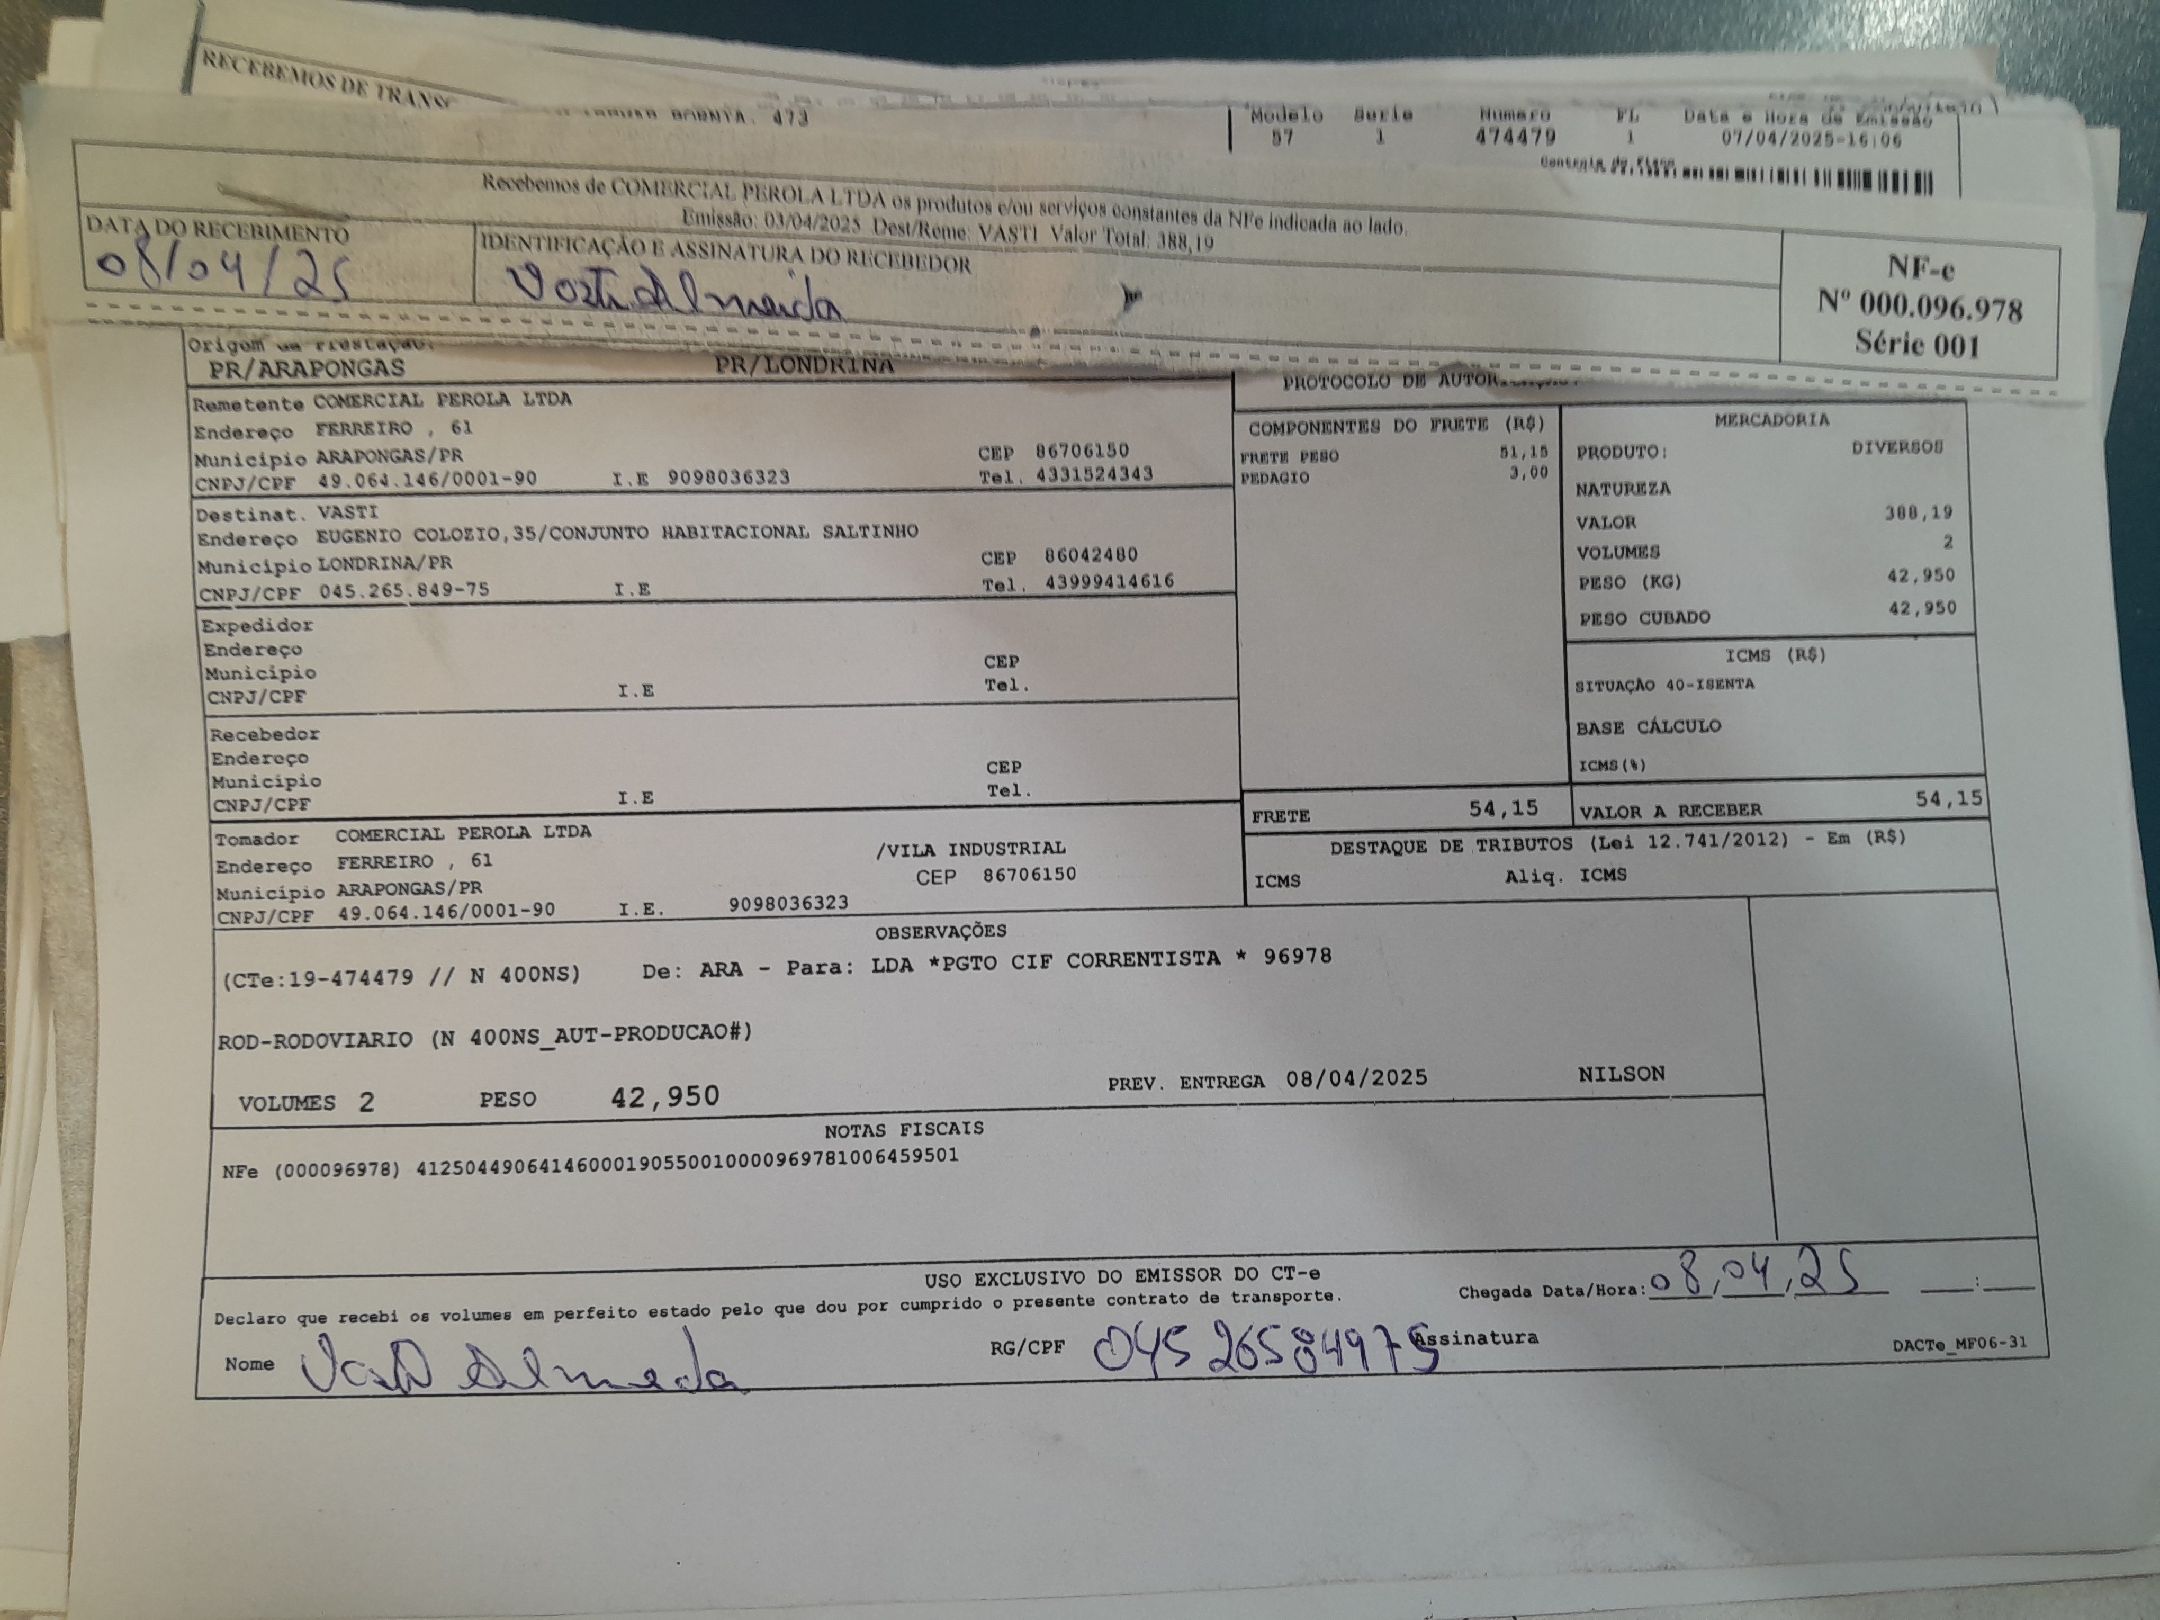 RECEBEMOS DE
473
Modelo Serie Numero FL Data e Hora de Emissão
57 1 474479 1 07/04/2025-16:06
Recebemos de COMERCIAL PEROLA LTDA os produtos e/ou serviços constantes da NFe indicada ao lado.
Emissão: 03/04/2025 Dest/Reme: VASTI Valor Total: 388,19
DATA DO RECEBIMENTO
08/04/25
IDENTIFICAÇÃO E ASSINATURA DO RECEBEDOR
Vasti Almeida
NF-e
Nº 000.096.978
Série 001
Origem da Prestação:
PR/ARAPONGAS PR/LONDRINA
PROTOCOLO DE
Remetente COMERCIAL PEROLA LTDA
Endereço FERREIRO , 61
Município ARAPONGAS/PR CEP 86706150
CNPJ/CPF 49.064.146/0001-90 I.E 9098036323 Tel. 4331524343
Destinat. VASTI
Endereço EUGENIO COLOZIO,35/CONJUNTO HABITACIONAL SALTINHO
Município LONDRINA/PR CEP 86042480
CNPJ/CPF 045.265.849-75 I.E Tel. 43999414616
Expedidor
Endereço
Município CEP
CNPJ/CPF I.E Tel.
Recebedor
Endereço
Município CEP
CNPJ/CPF I.E Tel.
Tomador COMERCIAL PEROLA LTDA
Endereço FERREIRO , 61 /VILA INDUSTRIAL
Município ARAPONGAS/PR CEP 86706150
CNPJ/CPF 49.064.146/0001-90 I.E. 9098036323
COMPONENTES DO FRETE (R$)
FRETE PESO 51,15
PEDAGIO 3,00
MERCADORIA
PRODUTO: DIVERSOS
NATUREZA
VALOR 388,19
VOLUMES 2
PESO (KG) 42,950
PESO CUBADO 42,950
ICMS (R$)
SITUAÇÃO 40-ISENTA
BASE CÁLCULO
ICMS(%)
FRETE 54,15 VALOR A RECEBER 54,15
DESTAQUE DE TRIBUTOS (Lei 12.741/2012) - Em (R$)
ICMS Aliq. ICMS
OBSERVAÇÕES
(CTe:19-474479 // N 400NS) De: ARA - Para: LDA *PGTO CIF CORRENTISTA * 96978
ROD-RODOVIARIO (N 400NS_AUT-PRODUCAO#)
VOLUMES 2 PESO 42,950 PREV. ENTREGA 08/04/2025 NILSON
NOTAS FISCAIS
NFe (000096978) 41250449064146000190550010000969781006459501
USO EXCLUSIVO DO EMISSOR DO CT-e
Declaro que recebi os volumes em perfeito estado pelo que dou por cumprido o presente contrato de transporte.
Chegada Data/Hora: 08,04,25 :
Nome Vasti Almeida RG/CPF 04526584975 Assinatura
DACTe_MF06-31